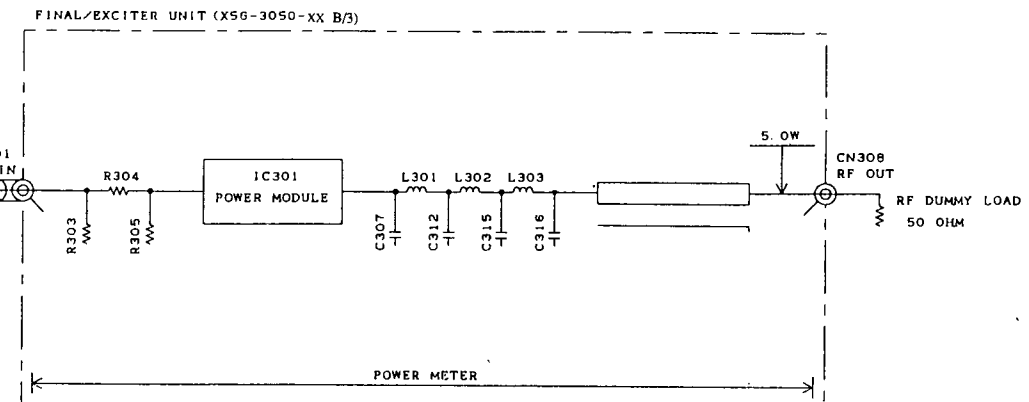 FINAL/EXCITER UNIT (X56-3050-XX B/3)
5.0W
CN308
RF OUT
IN
R304
IC301
POWER MODULE
L301
L302
L303
RF DUMMY LOAD
50 OHM
R303
R305
C307
C312
C315
C316
POWER METER